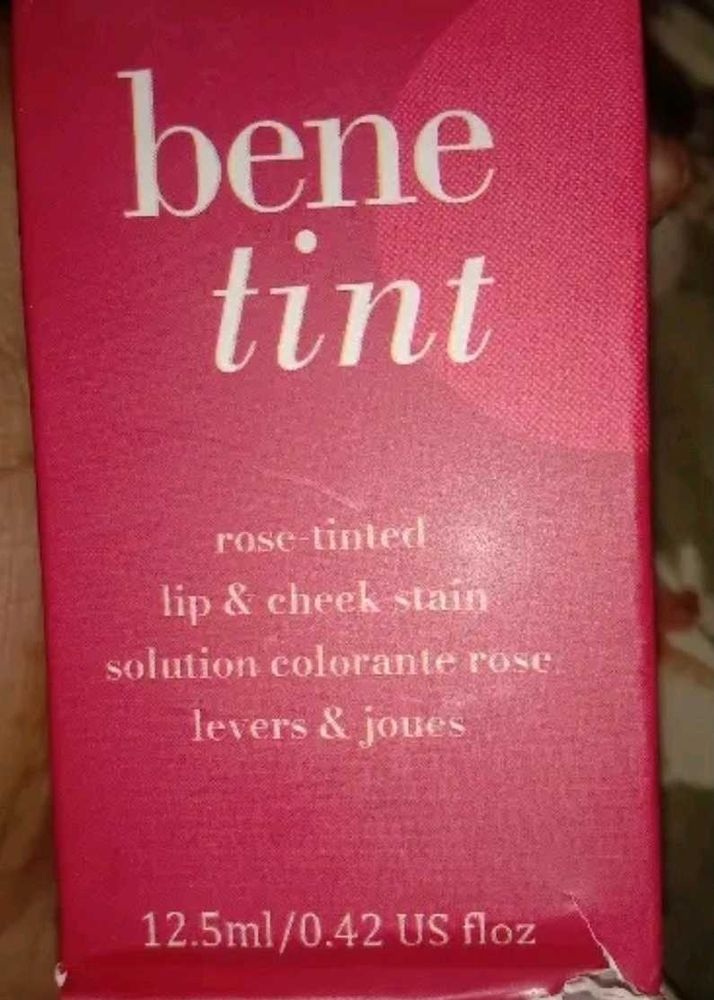 bene
tint
rose-tinted
lip & cheek stain
solution colorante rose
levers & joues
12.5ml/0.42 US floz